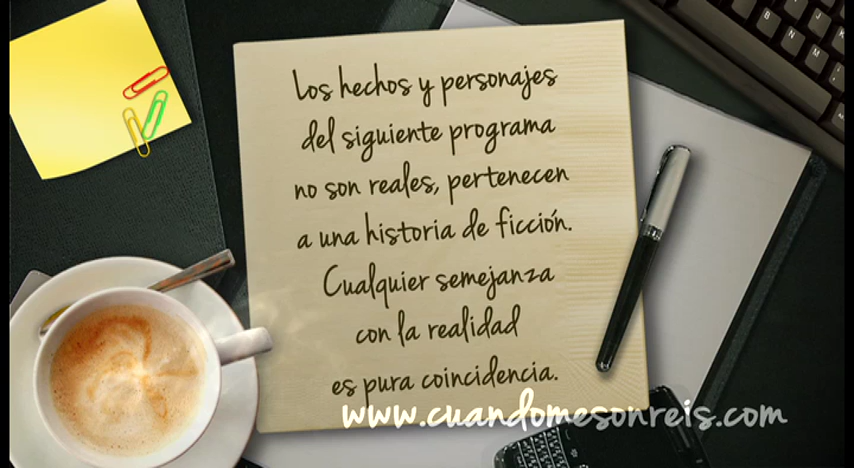 Los hechos y personajes
del siguiente programa
no son reales, pertenecen
a una historia de ficción.
Cualquier semejanza
con la realidad
es pura coincidencia.
www.cuandomesonreis.com